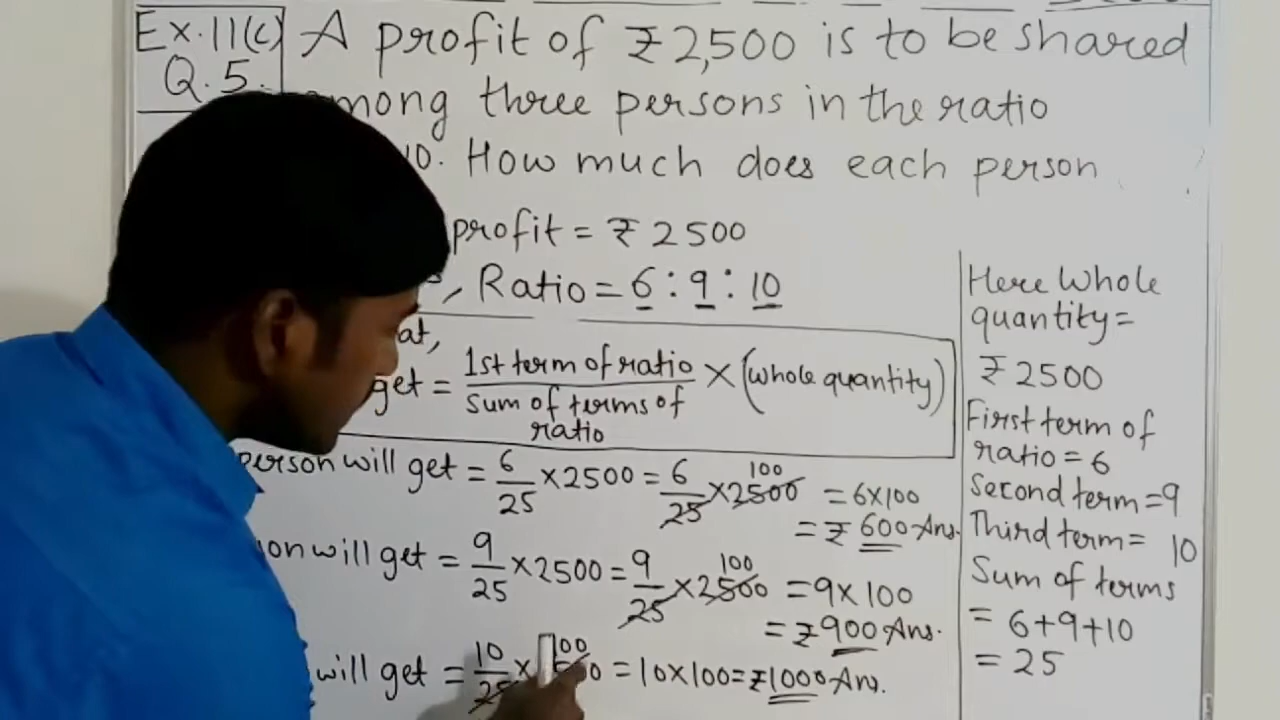 Ex.11(c) A profit of ₹2,500 is to be shared
Q.5. among three persons in the ratio
10. How much does each person
profit = ₹ 2500
, Ratio = 6 : 9 : 10
at,
get = 1st term of ratio / Sum of terms of ratio × (whole quantity)
person will get = 6/25 × 2500 = 6/25 × 2500 100 = 6×100
= ₹ 600 Ans.
on will get = 9/25 × 2500 = 9/25 × 2500 100 = 9×100
= ₹900 Ans.
will get = 10/25 × 00 = 10×100 = ₹1000 Ans.
Here Whole
quantity =
₹ 2500
First term of
ratio = 6
Second term = 9
Third term = 10
Sum of terms
= 6+9+10
= 25